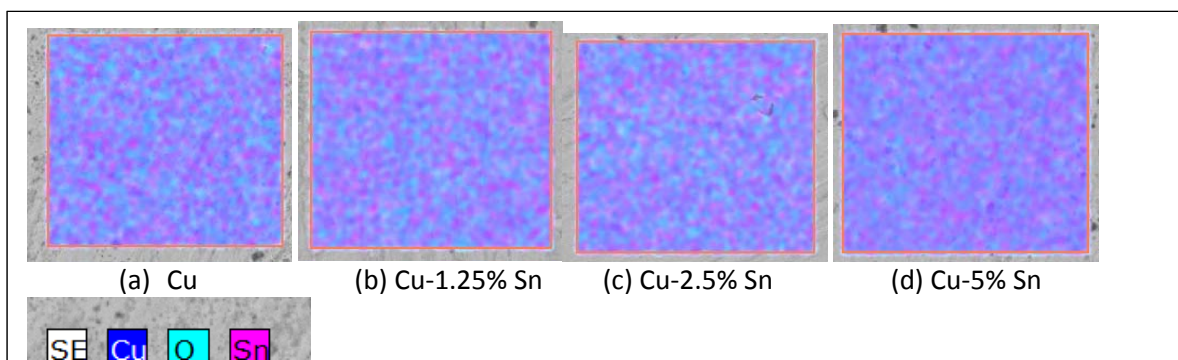 (a) Cu
(b) Cu-1.25% Sn
(c) Cu-2.5% Sn
(d) Cu-5% Sn
SE Cu O Sn